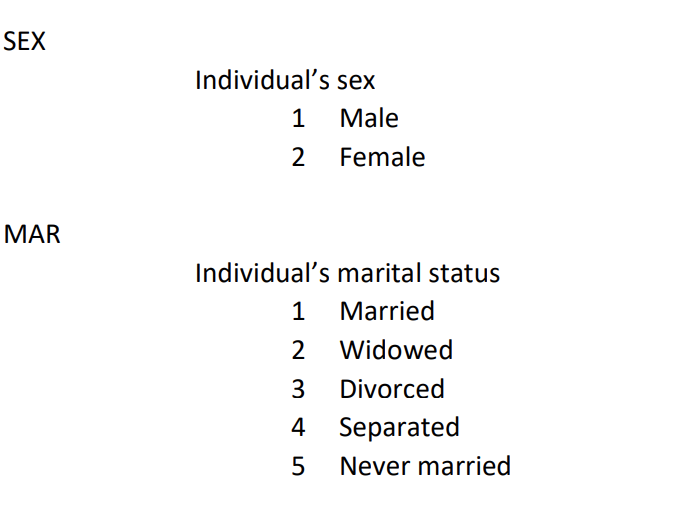 SEX
Individual’s sex
1 Male
2 Female
MAR
Individual’s marital status
1 Married
2 Widowed
3 Divorced
4 Separated
5 Never married